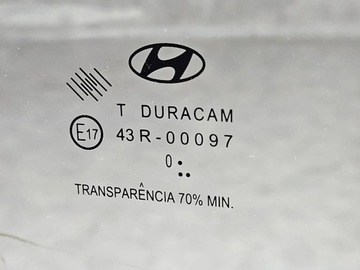 T DURACAM
E17 43R-00097
0
TRANSPARÊNCIA 70% MIN.